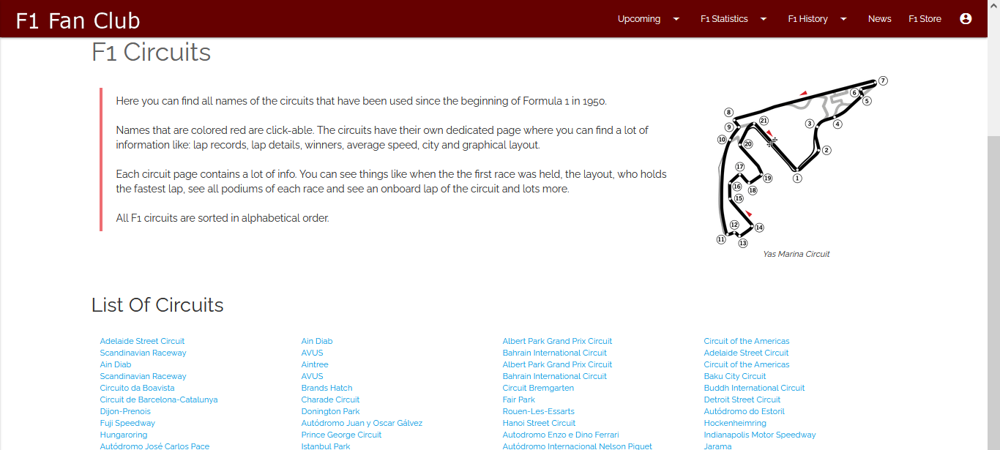 F1 Fan Club
Upcoming F1 Statistics F1 History News F1 Store
F1 Circuits
Here you can find all names of the circuits that have been used since the beginning of Formula 1 in 1950.
Names that are colored red are click-able. The circuits have their own dedicated page where you can find a lot of
information like: lap records, lap details, winners, average speed, city and graphical layout.
Each circuit page contains a lot of info. You can see things like when the the first race was held, the layout, who holds
the fastest lap, see all podiums of each race and see an onboard lap of the circuit and lots more.
All F1 circuits are sorted in alphabetical order.
7
6
5
8
21
9
3
4
10
20
2
17
19
1
16
18
15
12
14
11
13
Yas Marina Circuit
List Of Circuits
Adelaide Street Circuit Ain Diab Albert Park Grand Prix Circuit Circuit of the Americas
Scandinavian Raceway AVUS Bahrain International Circuit Adelaide Street Circuit
Ain Diab Aintree Albert Park Grand Prix Circuit Circuit of the Americas
Scandinavian Raceway AVUS Bahrain International Circuit Baku City Circuit
Circuito da Boavista Brands Hatch Circuit Bremgarten Buddh International Circuit
Circuit de Barcelona-Catalunya Charade Circuit Fair Park Detroit Street Circuit
Dijon-Prenois Donington Park Rouen-Les-Essarts Autódromo do Estoril
Fuji Speedway Autódromo Juan y Oscar Gálvez Hanoi Street Circuit Hockenheimring
Hungaroring Prince George Circuit Autodromo Enzo e Dino Ferrari Indianapolis Motor Speedway
Autódromo José Carlos Pace Istanbul Park Autódromo Internacional Nelson Piquet Jarama